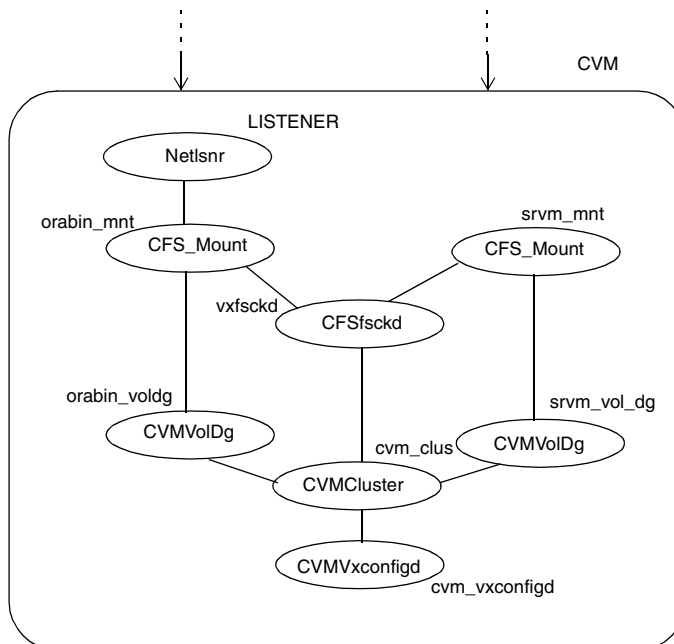 CVM
LISTENER
Netlsnr
orabin_mnt
srvm_mnt
CFS_Mount
CFS_Mount
vxfsckd
CFSfsckd
orabin_voldg
srvm_vol_dg
CVMVolDg
CVMVolDg
cvm_clus
CVMCluster
CVMVxconfigd
cvm_vxconfigd